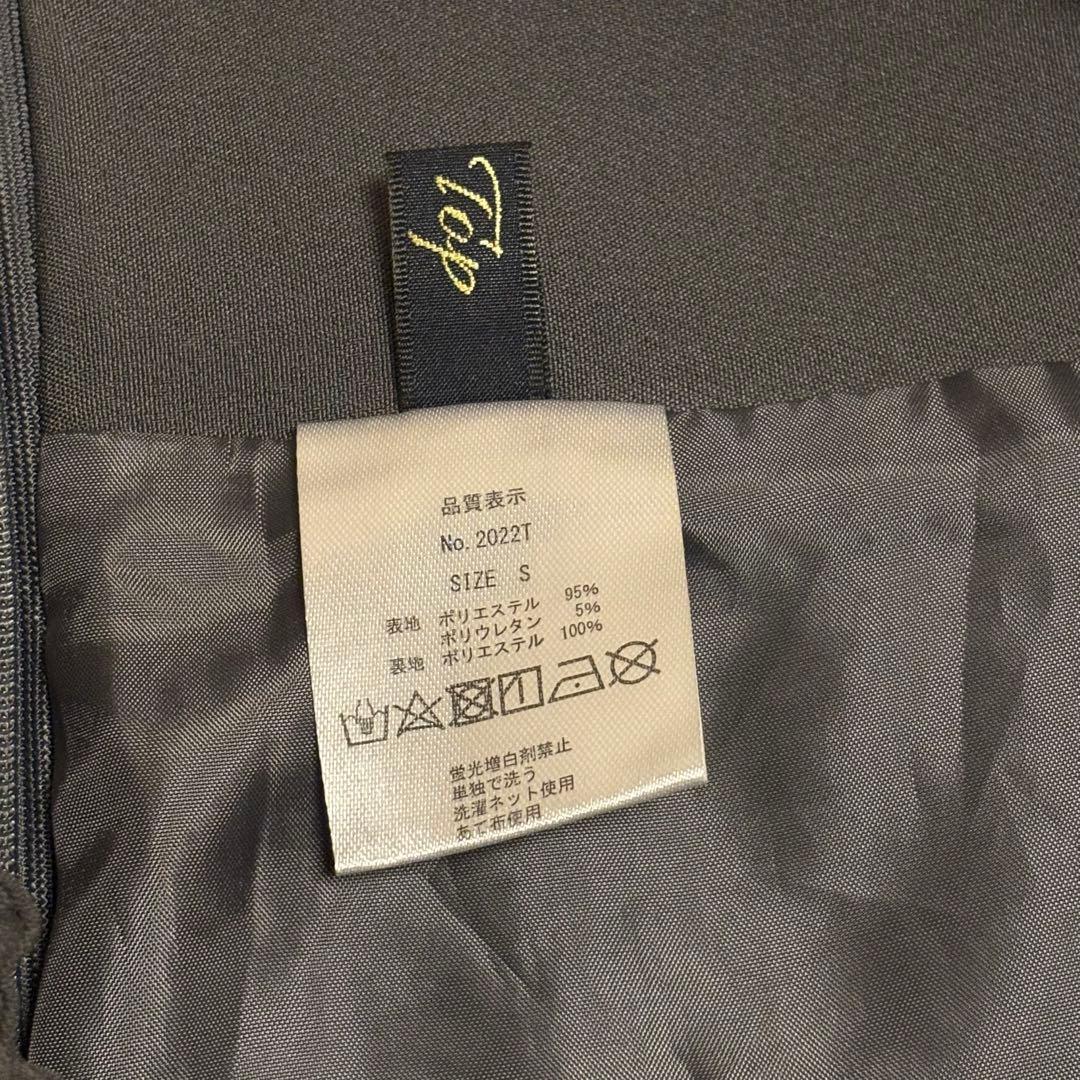 Top
品質表示
No. 2022T
SIZE S
表地 ポリエステル 95%
ポリウレタン 5%
裏地 ポリエステル 100%
蛍光増白剤禁止
単独で洗う
洗濯ネット使用
あて布使用